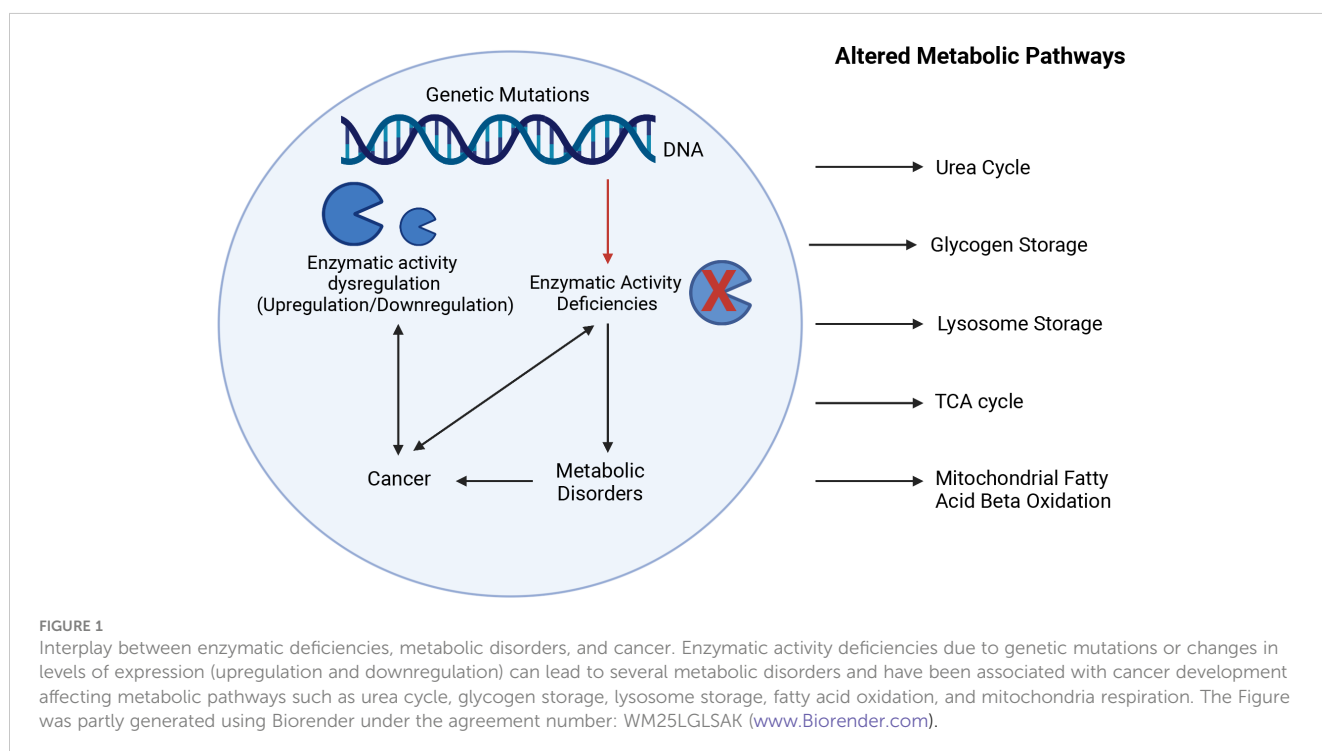 Altered Metabolic Pathways
Genetic Mutations
DNA
Enzymatic activity
dysregulation
(Upregulation/Downregulation)
Enzymatic Activity
Deficiencies
X
Cancer
Metabolic
Disorders
Urea Cycle
Glycogen Storage
Lysosome Storage
TCA cycle
Mitochondrial Fatty
Acid Beta Oxidation
FIGURE 1
Interplay between enzymatic deficiencies, metabolic disorders, and cancer. Enzymatic activity deficiencies due to genetic mutations or changes in
levels of expression (upregulation and downregulation) can lead to several metabolic disorders and have been associated with cancer development
affecting metabolic pathways such as urea cycle, glycogen storage, lysosome storage, fatty acid oxidation, and mitochondria respiration. The Figure
was partly generated using Biorender under the agreement number: WM25LGLSAK (www.Biorender.com).